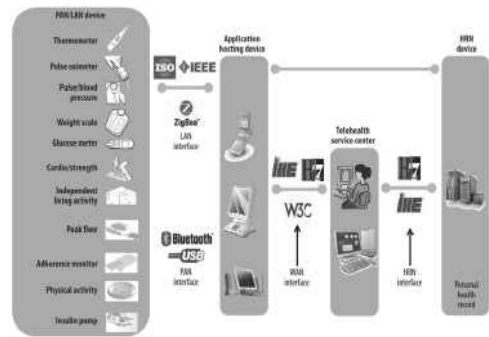 PAN/LAN device
Thermometer
Pulse oximeter
Pulse/blood
pressure
Weight scale
Glucose meter
Cardio/strength
Independent
living activity
Peak flow
Adherence monitor
Physical activity
Insulin pump
ISO IEEE
ZigBee
LAN
interface
Bluetooth
USB
PAN
interface
Application
hosting device
IHE HL7
W3C
WAN
interface
Telehealth
service center
HL7
IHE
HRN
interface
HRN
device
Personal
health
record